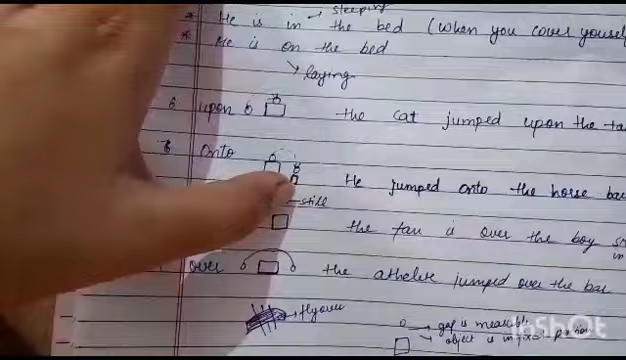 sleeping
* He is in the bed (when you cover yourself
* He is on the bed
laying
upon the cat jumped upon the
onto
He jumped onto the horse
still
the fan is over the boy
over the athelite jumped over the bar
flyover
gap is
object is in
InShOt